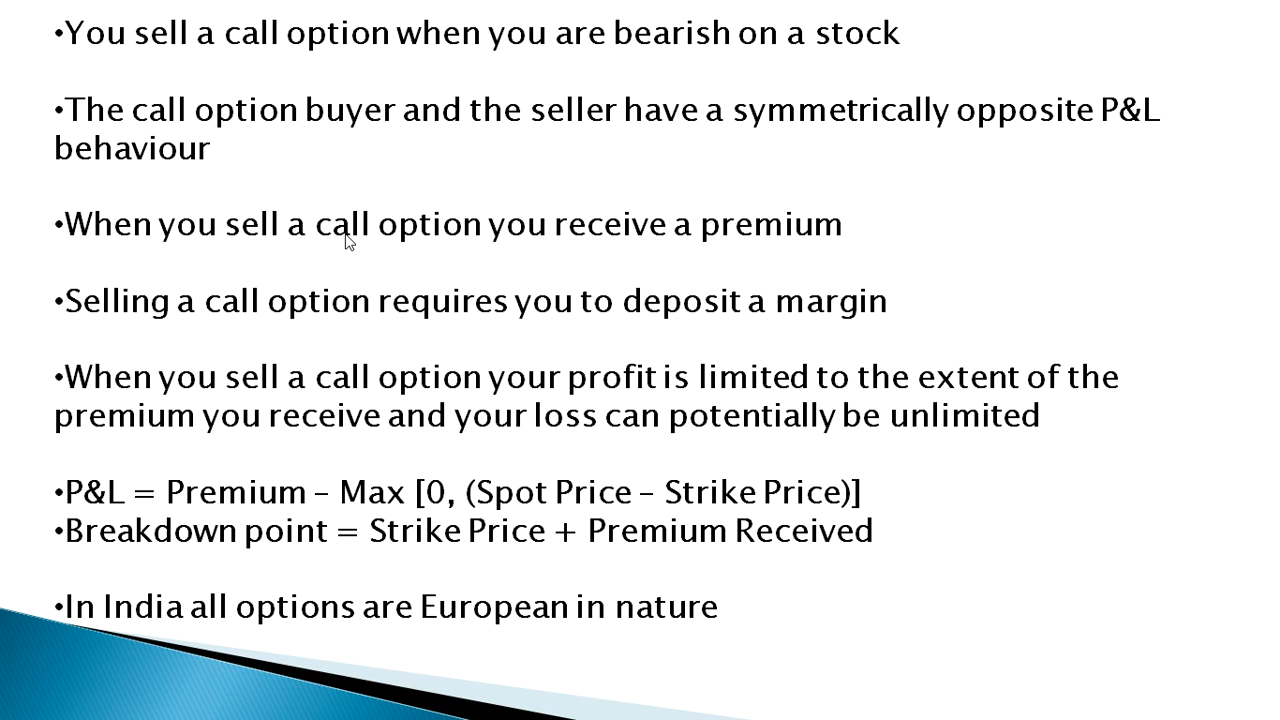 •You sell a call option when you are bearish on a stock
•The call option buyer and the seller have a symmetrically opposite P&L
behaviour
•When you sell a call option you receive a premium
•Selling a call option requires you to deposit a margin
•When you sell a call option your profit is limited to the extent of the
premium you receive and your loss can potentially be unlimited
•P&L = Premium – Max [0, (Spot Price – Strike Price)]
•Breakdown point = Strike Price + Premium Received
•In India all options are European in nature